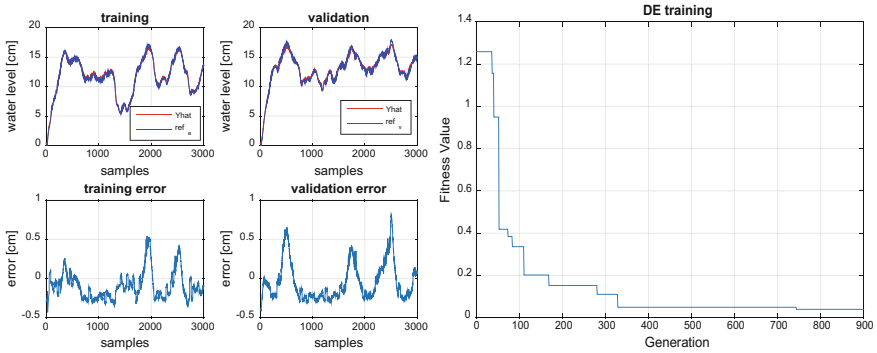 training
20
15
10
5
0
water level [cm]
Yhat
ref e
0 1000 2000 3000
samples
validation
20
15
10
5
0
water level [cm]
Yhat
ref v
0 1000 2000 3000
samples
training error
1
0.5
0
-0.5
error [cm]
0 1000 2000 3000
samples
validation error
1
0.5
0
-0.5
error [cm]
0 1000 2000 3000
samples
DE training
1.4
1.2
1
0.8
0.6
0.4
0.2
0
Fitness Value
0 100 200 300 400 500 600 700 800 900
Generation